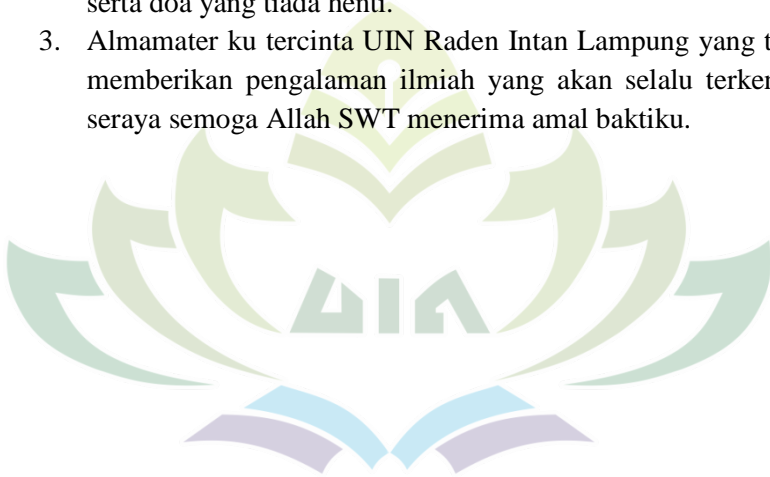 serta doa yang tiada henti.
3. Almamater ku tercinta UIN Raden Intan Lampung yang
memberikan pengalaman ilmiah yang akan selalu
seraya semoga Allah SWT menerima amal baktiku.
UIN